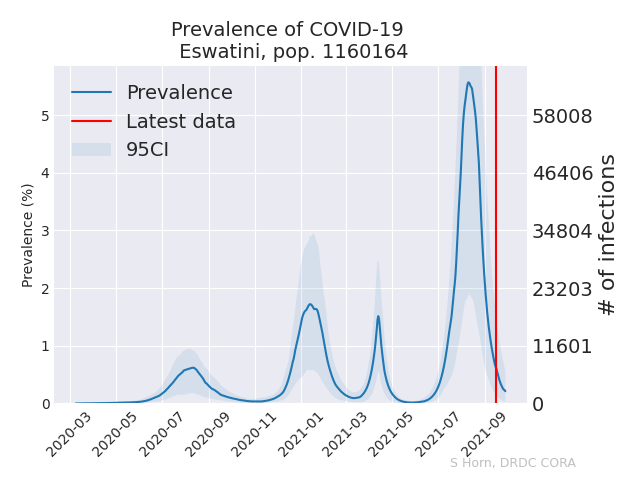 Prevalence of COVID-19
Eswatini, pop. 1160164
Prevalence
Latest data
95CI
Prevalence (%)
5
4
3
2
1
0
58008
46406
34804
23203
11601
0
# of infections
2020-03
2020-05
2020-07
2020-09
2020-11
2021-01
2021-03
2021-05
2021-07
2021-09
S Horn, DRDC CORA